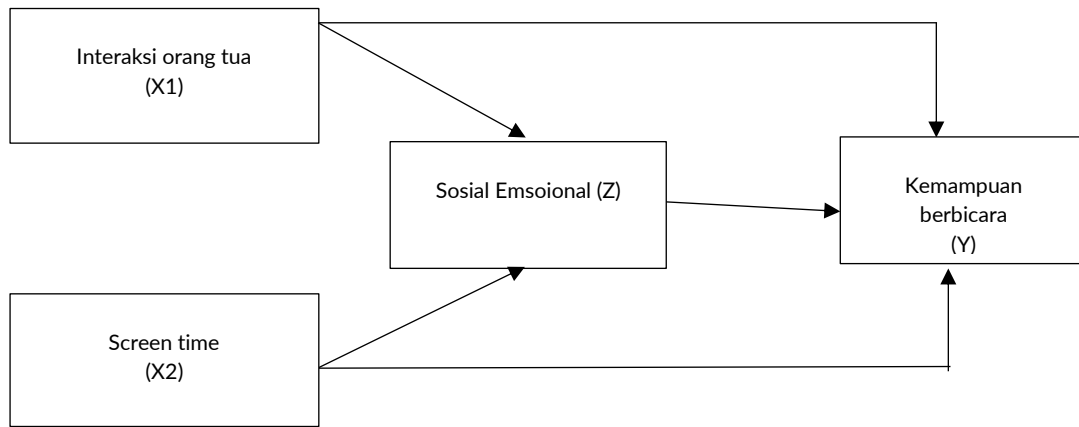 Interaksi orang tua
(X1)
Sosial Emsoional (Z)
Kemampuan
berbicara
(Y)
Screen time
(X2)